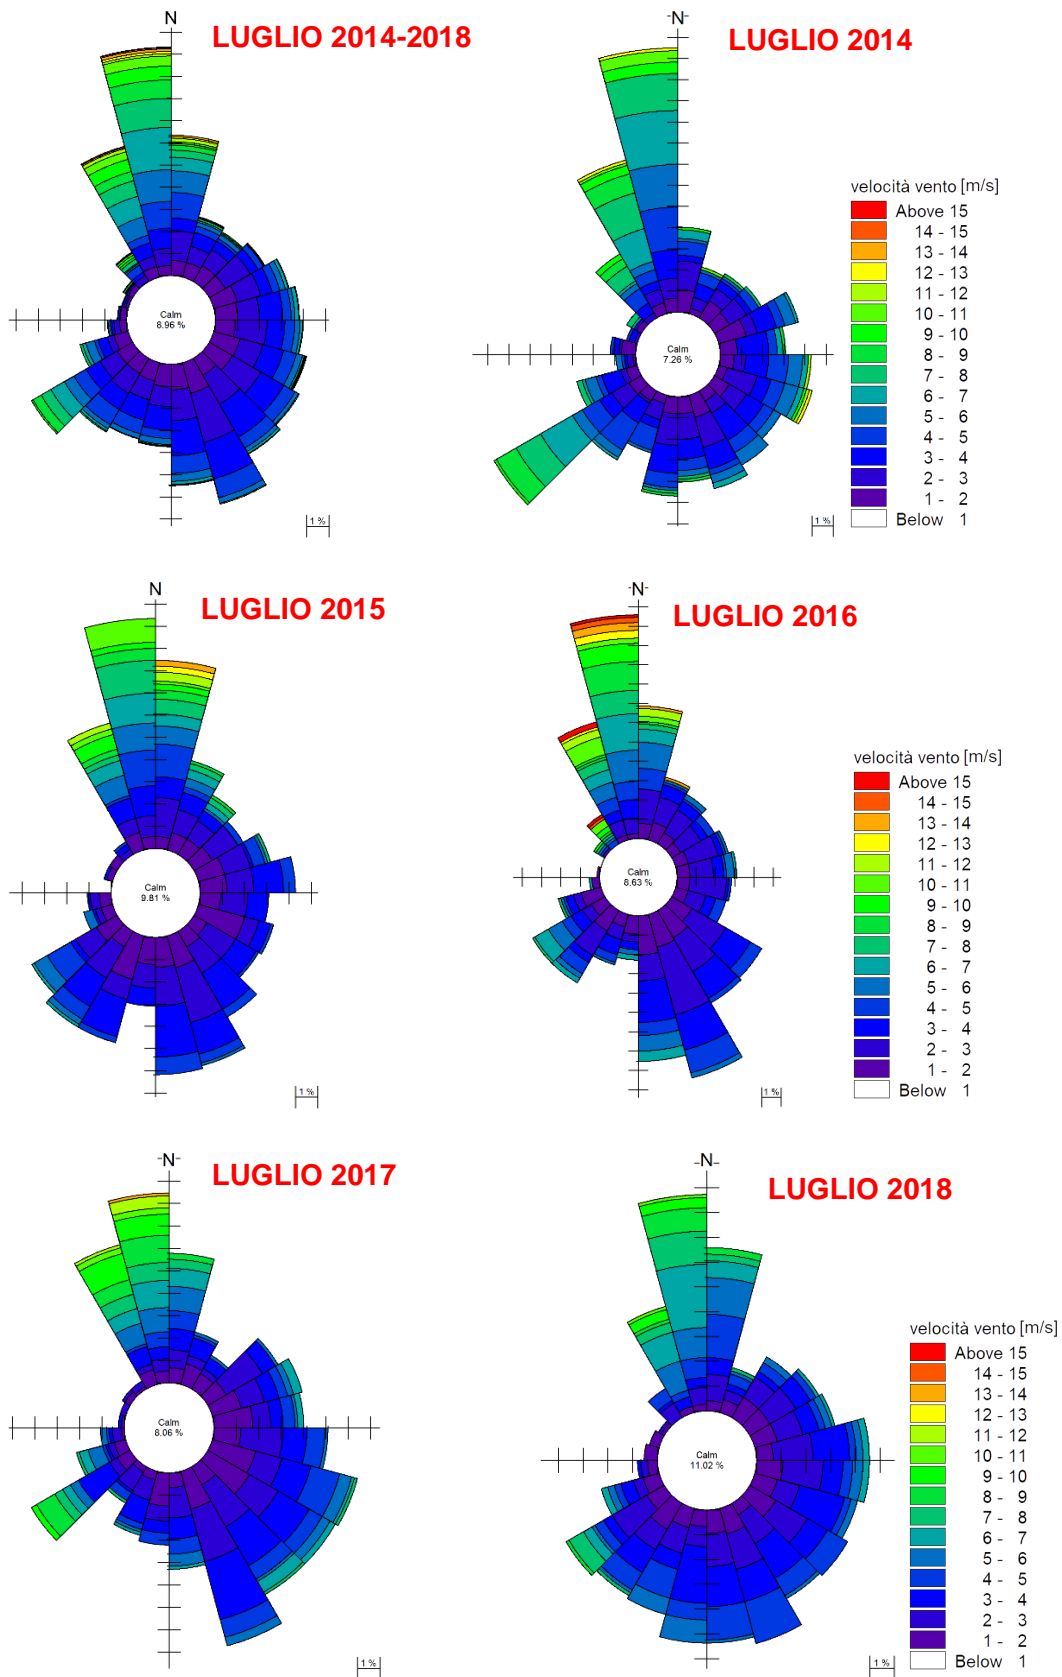 N
LUGLIO 2014-2018
Calm
8.96 %
1 %
-N-
LUGLIO 2014
Calm
7.26 %
1 %
velocità vento [m/s]
Above 15
14 - 15
13 - 14
12 - 13
11 - 12
10 - 11
9 - 10
8 - 9
7 - 8
6 - 7
5 - 6
4 - 5
3 - 4
2 - 3
1 - 2
Below 1
N
LUGLIO 2015
Calm
9.81 %
1 %
-N-
LUGLIO 2016
Calm
8.63 %
1 %
velocità vento [m/s]
Above 15
14 - 15
13 - 14
12 - 13
11 - 12
10 - 11
9 - 10
8 - 9
7 - 8
6 - 7
5 - 6
4 - 5
3 - 4
2 - 3
1 - 2
Below 1
-N-
LUGLIO 2017
Calm
8.06 %
1 %
-N-
LUGLIO 2018
Calm
11.02 %
1 %
velocità vento [m/s]
Above 15
14 - 15
13 - 14
12 - 13
11 - 12
10 - 11
9 - 10
8 - 9
7 - 8
6 - 7
5 - 6
4 - 5
3 - 4
2 - 3
1 - 2
Below 1